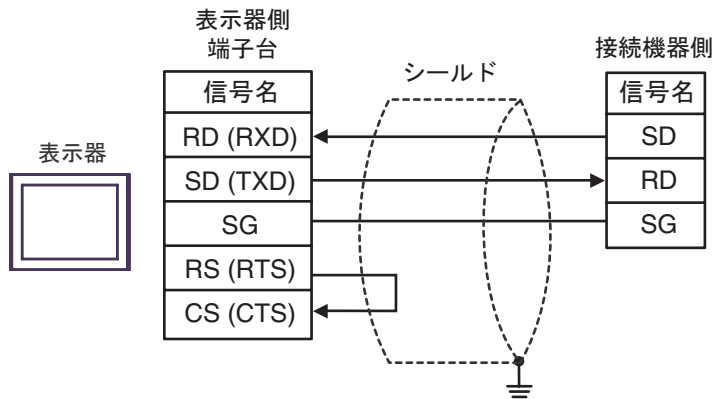 表示器側
端子台
接続機器側
シールド
信号名
信号名
RD (RXD)
SD
表示器
SD (TXD)
RD
SG
SG
RS (RTS)
CS (CTS)